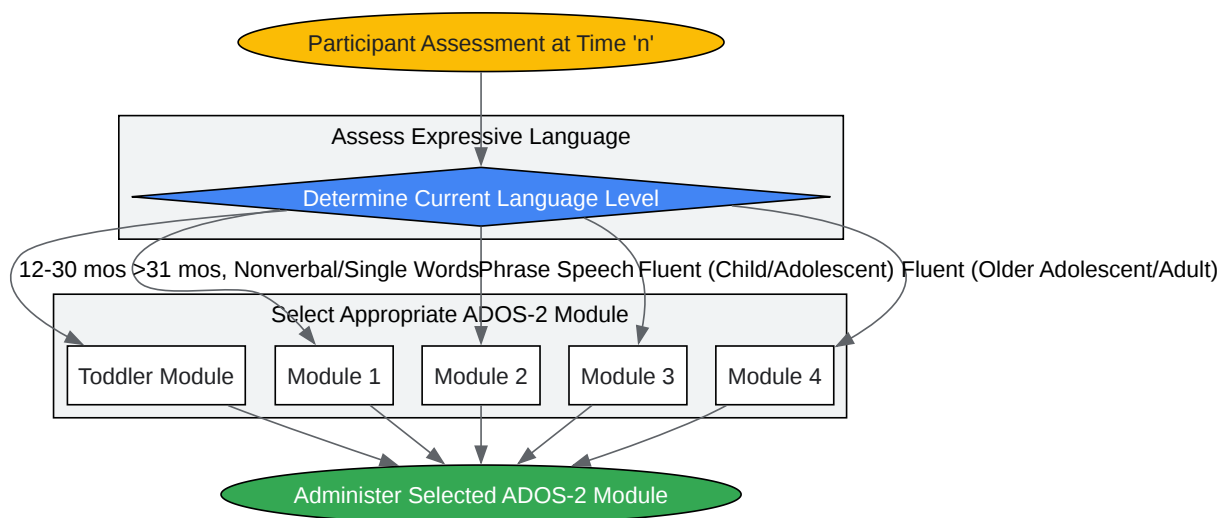 Participant Assessment at Time 'n'
Assess Expressive Language
Determine Current Language Level
12-30 mos
>31 mos, Nonverbal/Single Words
Phrase Speech
Fluent (Child/Adolescent)
Fluent (Older Adolescent/Adult)
Select Appropriate ADOS-2 Module
Toddler Module
Module 1
Module 2
Module 3
Module 4
Administer Selected ADOS-2 Module